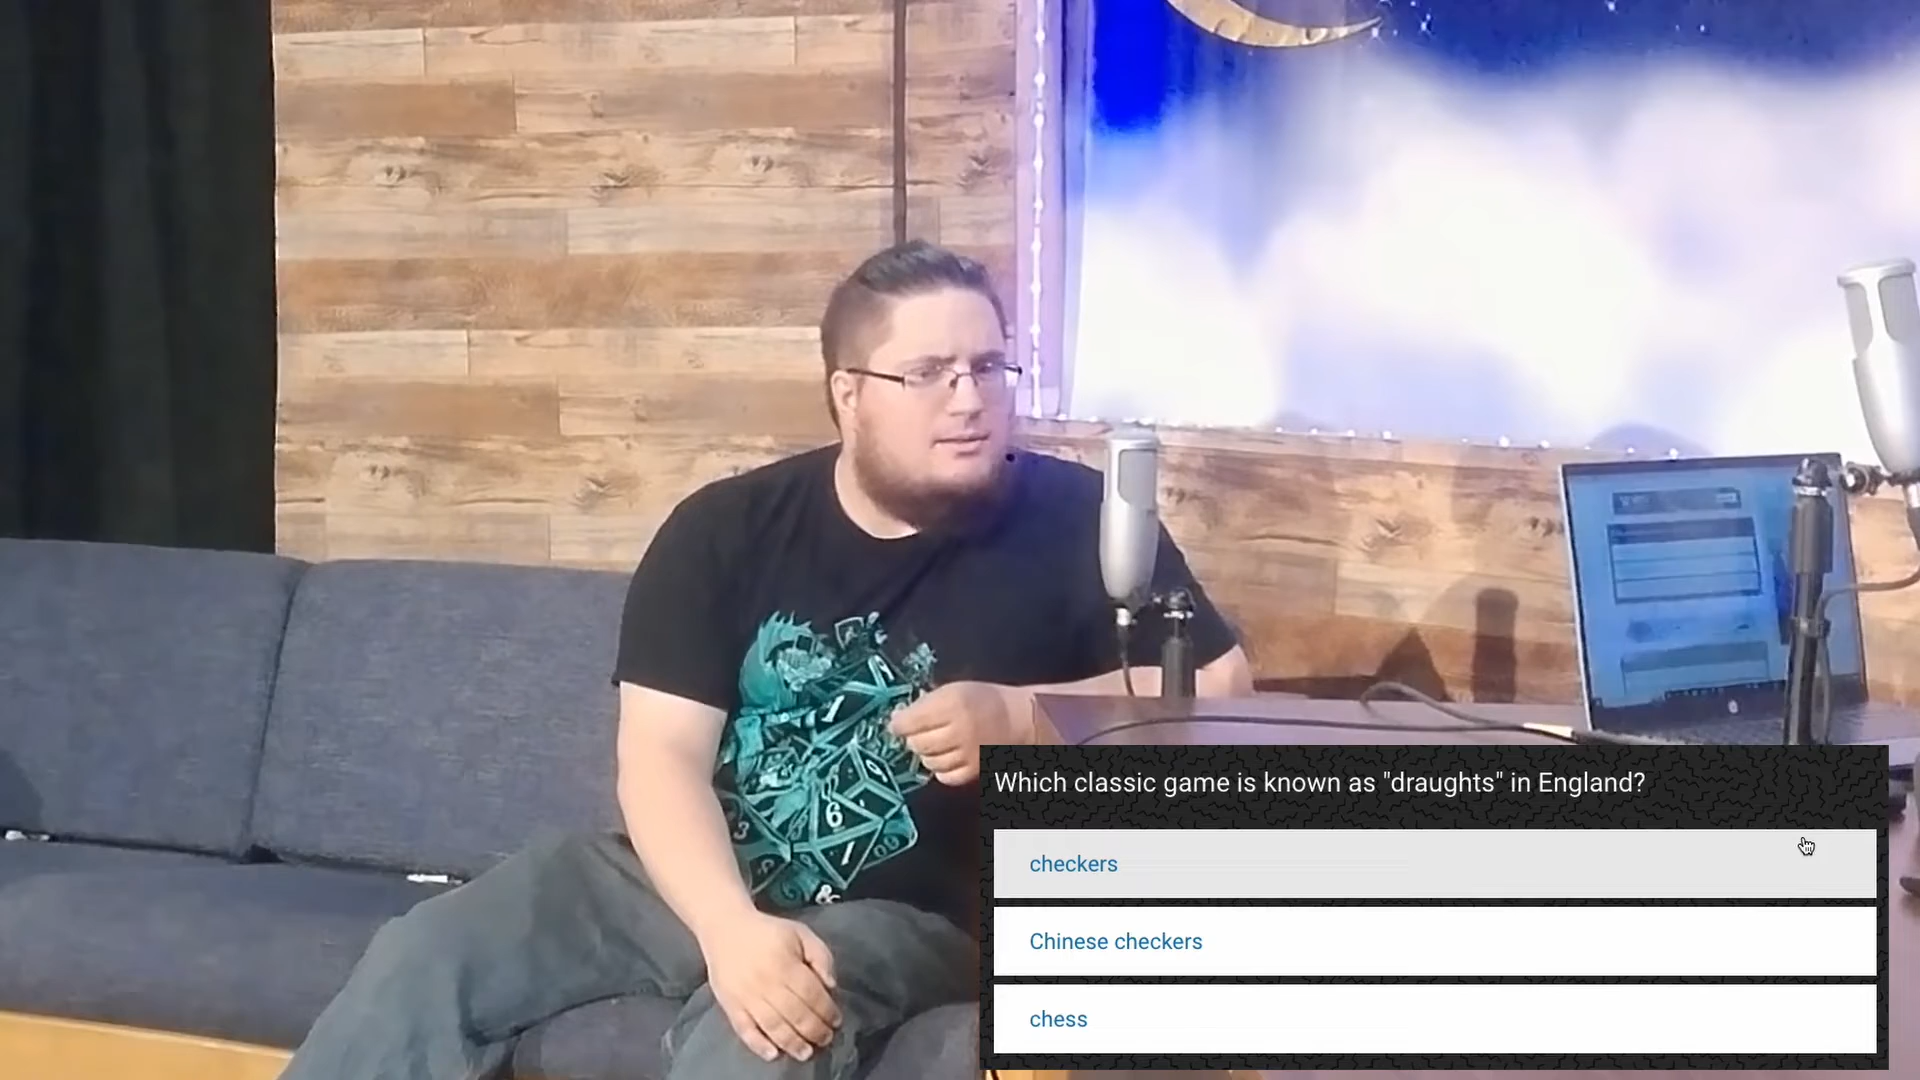 Which classic game is known as "draughts" in England?
checkers
Chinese checkers
chess